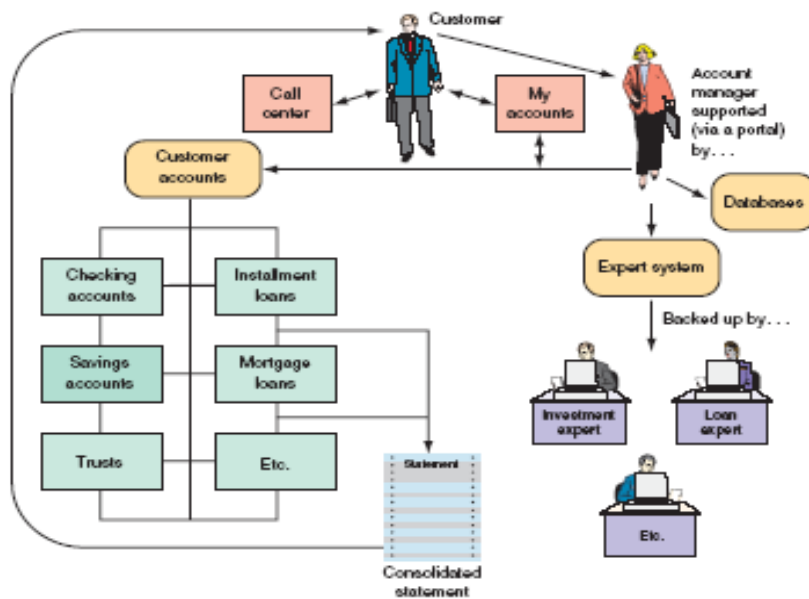 Customer
Call
center
My
accounts
Account
manager
supported
(via a portal)
by...
Customer
accounts
Databases
Expert system
Checking
accounts
Installment
loans
Backed up by...
Savings
accounts
Mortgage
loans
Investment
expert
Loan
expert
Trusts
Etc.
Statement
Etc.
Consolidated
statement